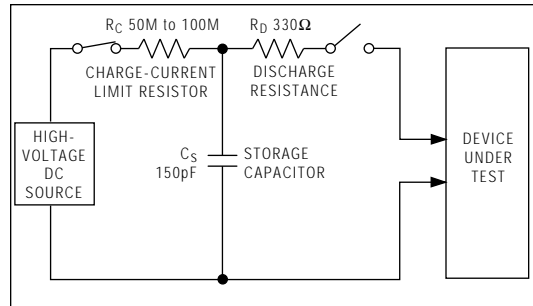 RC 50M to 100M
CHARGE-CURRENT
LIMIT RESISTOR
RD 330Ω
DISCHARGE
RESISTANCE
HIGH-
VOLTAGE
DC
SOURCE
CS
150pF
STORAGE
CAPACITOR
DEVICE
UNDER
TEST